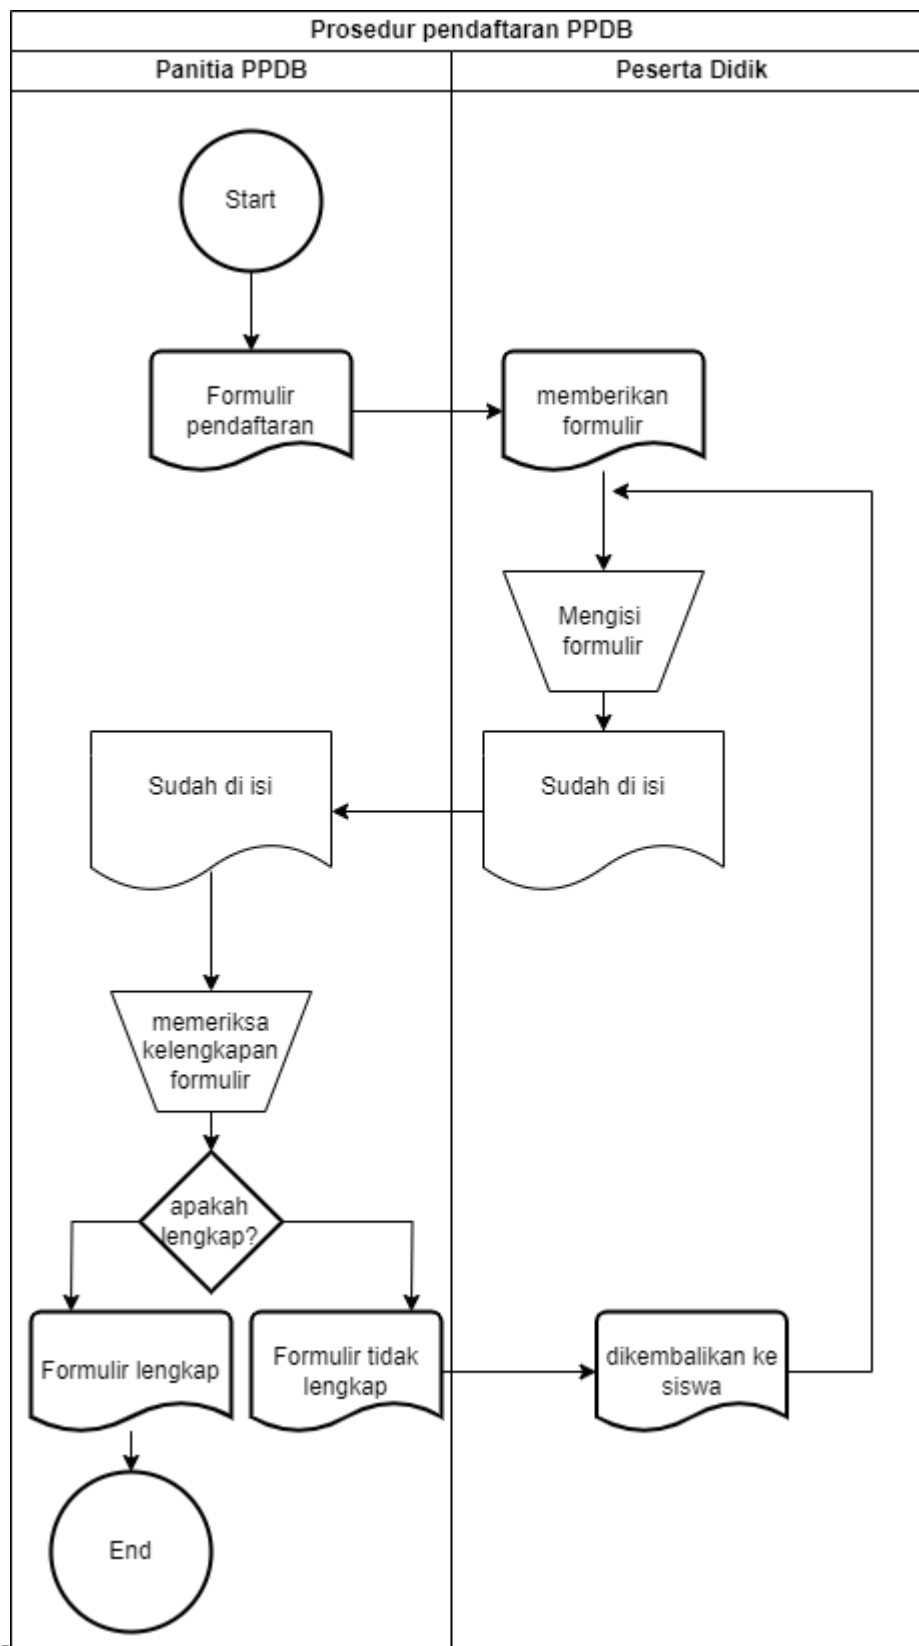 Prosedur pendaftaran PPDB
Panitia PPDB
Peserta Didik
Start
Formulir
pendaftaran
memberikan
formulir
Mengisi
formulir
Sudah di isi
Sudah di isi
memeriksa
kelengkapan
formulir
apakah
lengkap?
Formulir lengkap
Formulir tidak
lengkap
dikembalikan ke
siswa
End